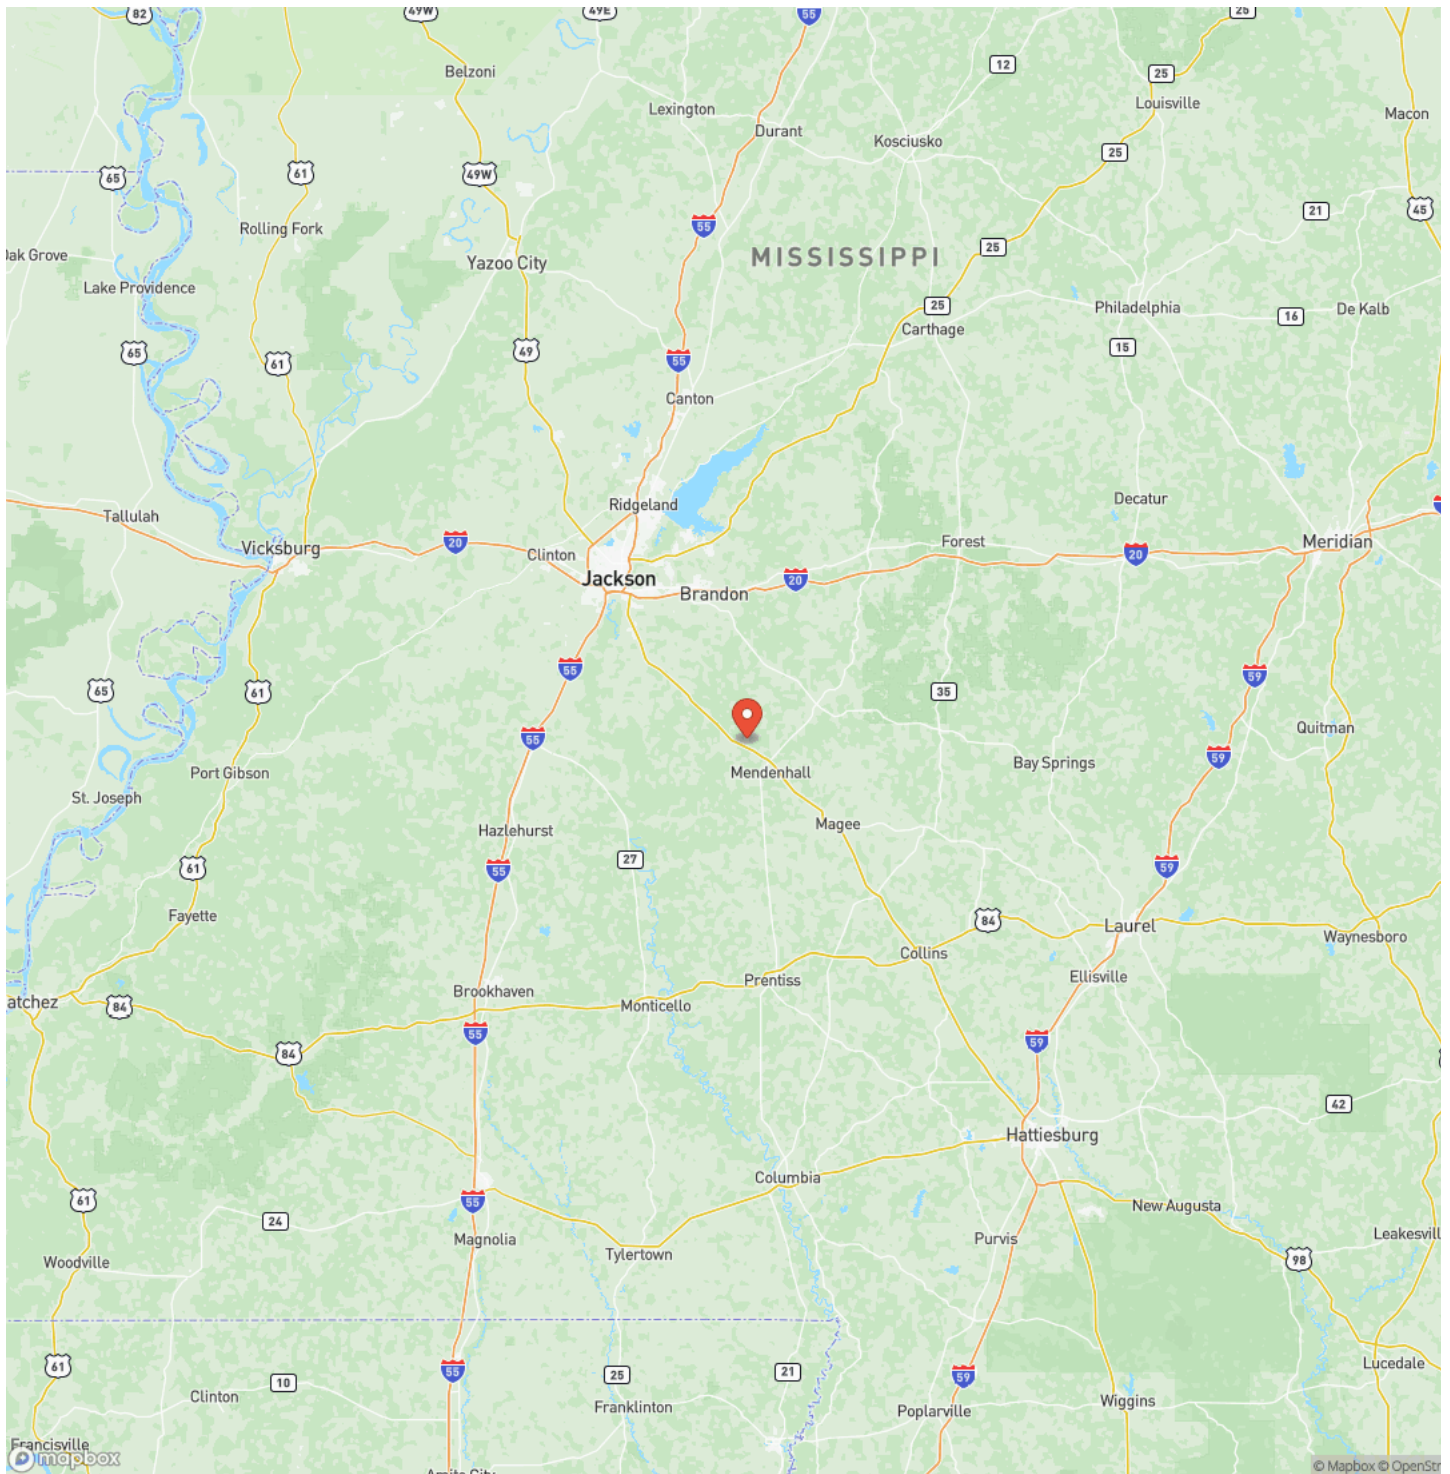 82
49W
49E
55
25
Belzoni
12
25
Louisville
Lexington
Macon
Durant
Kosciusko
25
65
61
49W
45
21
55
Rolling Fork
25
MISSISSIPPI
Oak Grove
Yazoo City
Lake Providence
25
Philadelphia
De Kalb
16
Carthage
65
61
49
55
15
Canton
Decatur
Ridgeland
Tallulah
20
Forest
Meridian
Vicksburg
Clinton
20
Jackson
20
Brandon
55
59
65
61
35
Quitman
55
59
Bay Springs
Port Gibson
Mendenhall
St. Joseph
Magee
Hazlehurst
27
61
55
59
Fayette
84
Laurel
Waynesboro
Collins
Ellisville
Prentiss
Brookhaven
atchez
84
Monticello
55
59
84
42
Hattiesburg
Columbia
61
55
New Augusta
24
Leakesvill
Magnolia
Purvis
Tylertown
Woodville
98
61
55
25
21
59
Lucedale
10
Clinton
Franklinton
Poplarville
Wiggins
Francisville
mapbox
© Mapbox © OpenStr